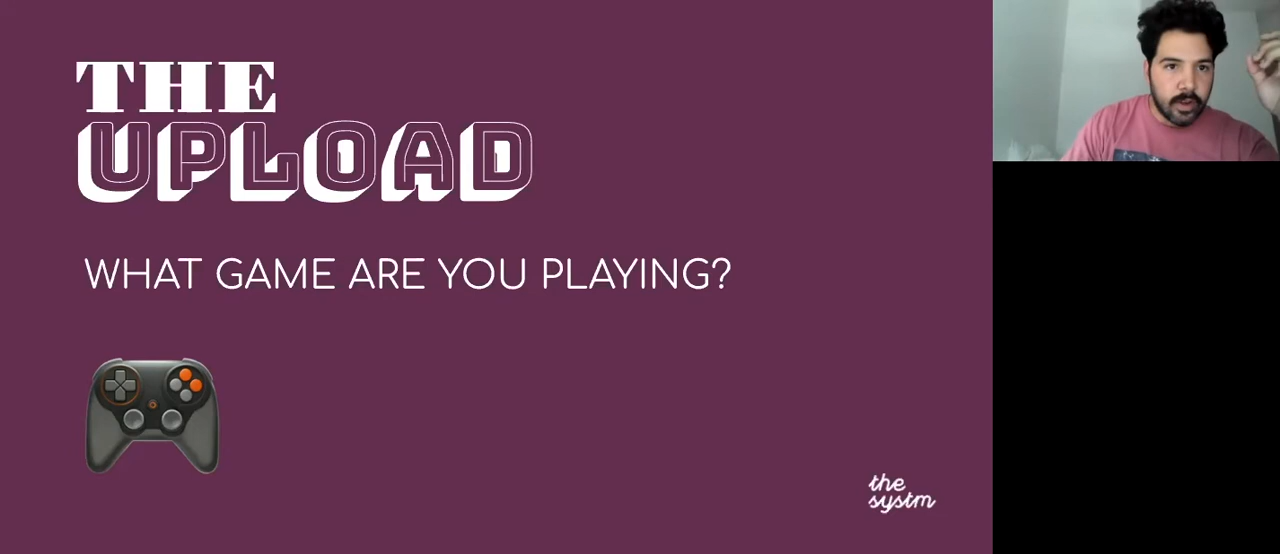 THE
UPLOAD
WHAT GAME ARE YOU PLAYING?
the
systm